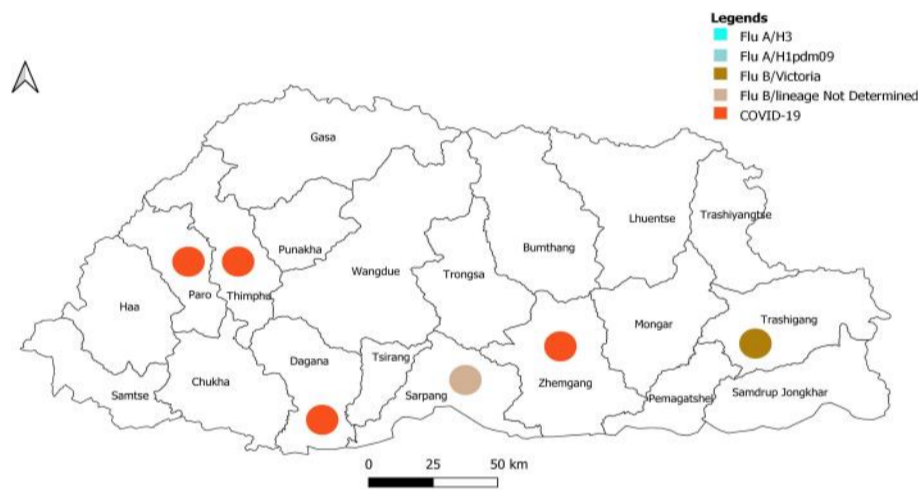 Legends
Flu A/H3
Flu A/H1pdm09
Flu B/Victoria
Flu B/lineage Not Determined
COVID-19
Gasa
Punakha
Lhuentse
Trashiyangtse
Bumthang
Wangdue
Trongsa
Paro
Thimphu
Haa
Mongar
Trashigang
Dagana
Tsirang
Zhemgang
Chukha
Samtse
Sarpang
Pemagatshel
Samdrup Jongkhar
0 25 50 km